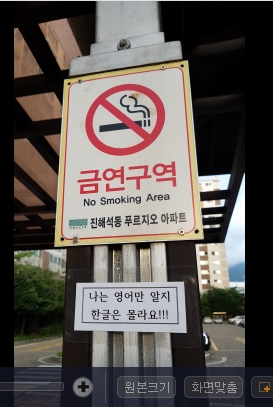 금연구역
No Smoking Area
진해석동 푸르지오 아파트
나는 영어만 알지
한글은 몰라요!!!
원본크기
화면맞춤